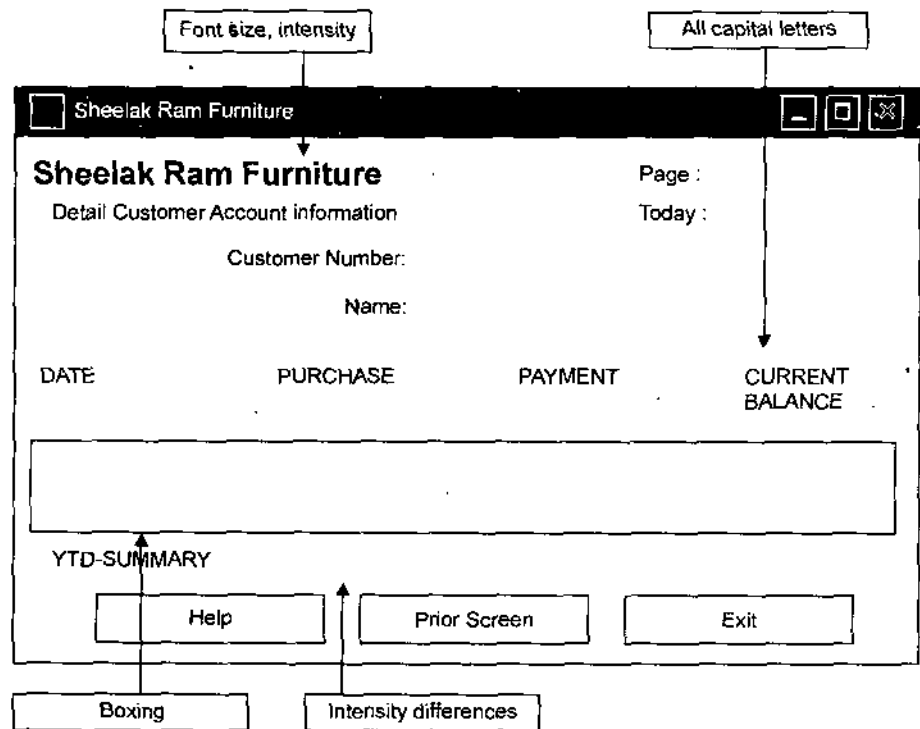 Font size, intensity
All capital letters
Sheelak Ram Furniture
Sheelak Ram Furniture
Page :
Detail Customer Account information
Today :
Customer Number:
Name:
DATE PURCHASE PAYMENT CURRENT
BALANCE
YTD-SUMMARY
Help Prior Screen Exit
Boxing Intensity differences